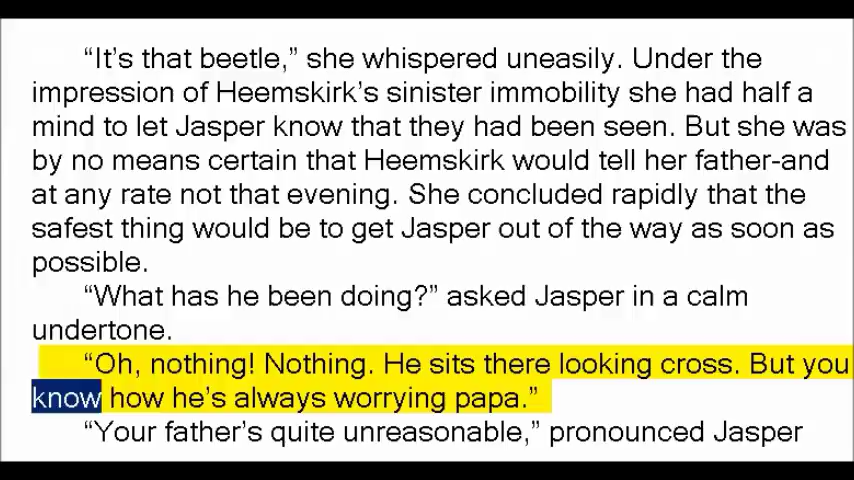 “It’s that beetle,” she whispered uneasily. Under the
impression of Heemskirk’s sinister immobility she had half a
mind to let Jasper know that they had been seen. But she was
by no means certain that Heemskirk would tell her father-and
at any rate not that evening. She concluded rapidly that the
safest thing would be to get Jasper out of the way as soon as
possible.
“What has he been doing?” asked Jasper in a calm
undertone.
“Oh, nothing! Nothing. He sits there looking cross. But you
know how he’s always worrying papa.”
“Your father’s quite unreasonable,” pronounced Jasper